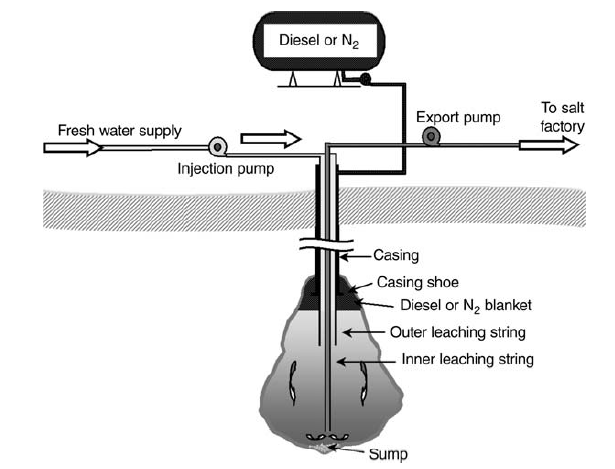 Diesel or N₂
Export pump
To salt
factory
Fresh water supply
Injection pump
Casing
Casing shoe
Diesel or N₂ blanket
Outer leaching string
Inner leaching string
Sump